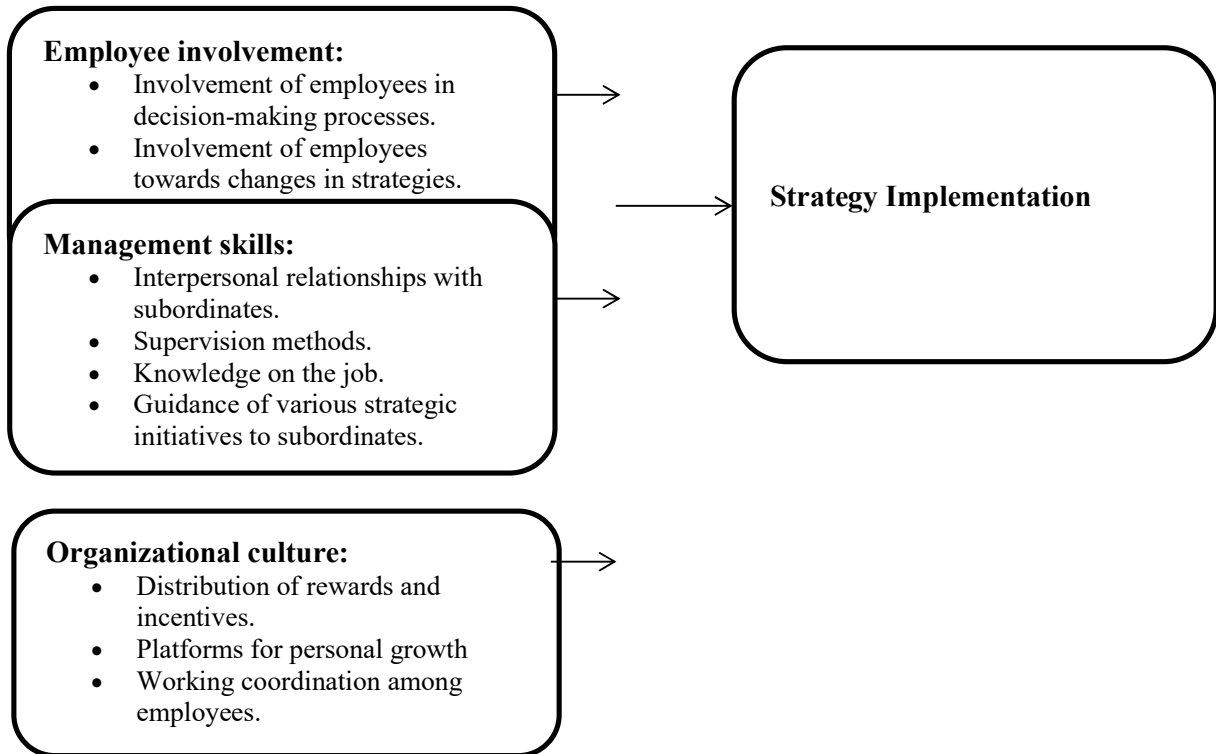 Employee involvement:
• Involvement of employees in
decision-making processes.
• Involvement of employees
towards changes in strategies.
Management skills:
• Interpersonal relationships with
subordinates.
• Supervision methods.
• Knowledge on the job.
• Guidance of various strategic
initiatives to subordinates.
Organizational culture:
• Distribution of rewards and
incentives.
• Platforms for personal growth
• Working coordination among
employees.
Strategy Implementation